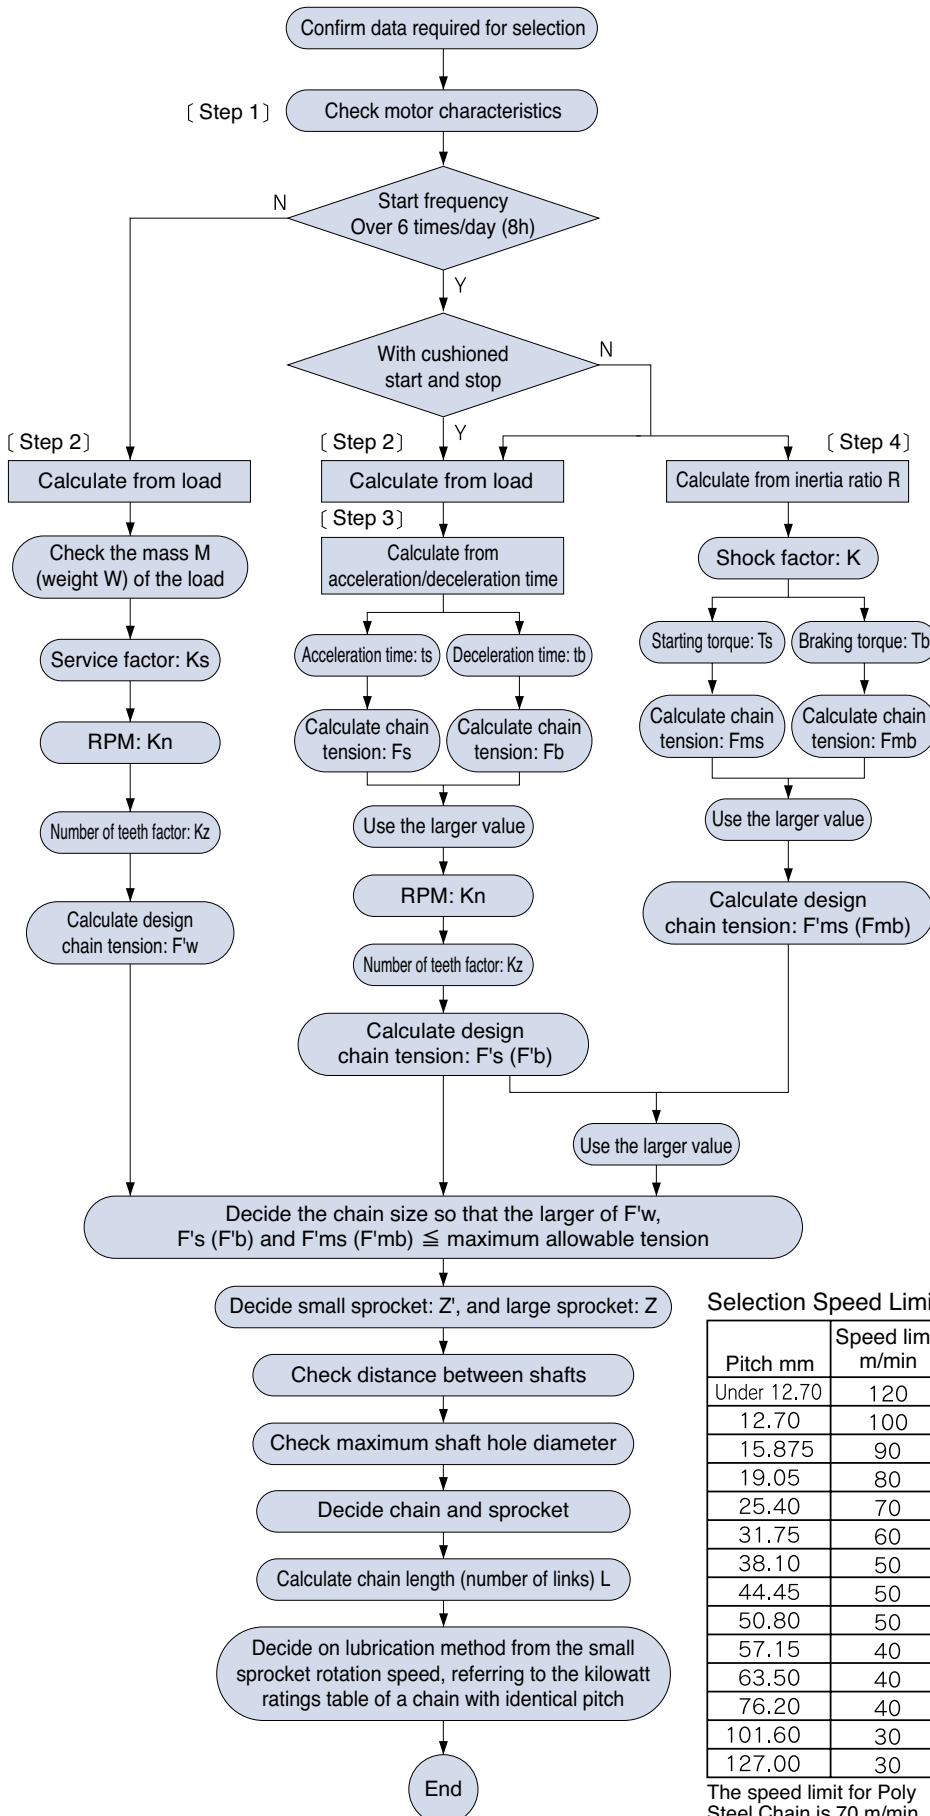 Confirm data required for selection
〔 Step 1 〕
Check motor characteristics
Start frequency
Over 6 times/day (8h)
N
Y
With cushioned
start and stop
N
Y
〔 Step 2 〕
Calculate from load
Check the mass M
(weight W) of the load
Service factor: Ks
RPM: Kn
Number of teeth factor: Kz
Calculate design
chain tension: F'w
〔 Step 2 〕
Calculate from load
〔 Step 3 〕
Calculate from
acceleration/deceleration time
Acceleration time: ts
Deceleration time: tb
Calculate chain
tension: Fs
Calculate chain
tension: Fb
Use the larger value
RPM: Kn
Number of teeth factor: Kz
Calculate design
chain tension: F's (F'b)
〔 Step 4 〕
Calculate from inertia ratio R
Shock factor: K
Starting torque: Ts
Braking torque: Tb
Calculate chain
tension: Fms
Calculate chain
tension: Fmb
Use the larger value
Calculate design
chain tension: F'ms (Fmb)
Use the larger value
Decide the chain size so that the larger of F'w,
F's (F'b) and F'ms (F'mb) ≦ maximum allowable tension
Decide small sprocket: Z', and large sprocket: Z
Check distance between shafts
Check maximum shaft hole diameter
Decide chain and sprocket
Calculate chain length (number of links) L
Decide on lubrication method from the small
sprocket rotation speed, referring to the kilowatt
ratings table of a chain with identical pitch
End
Selection Speed Limi
Pitch mm Speed lim m/min
Under 12.70 120
12.70 100
15.875 90
19.05 80
25.40 70
31.75 60
38.10 50
44.45 50
50.80 50
57.15 40
63.50 40
76.20 40
101.60 30
127.00 30
The speed limit for Poly
Steel Chain is 70 m/min